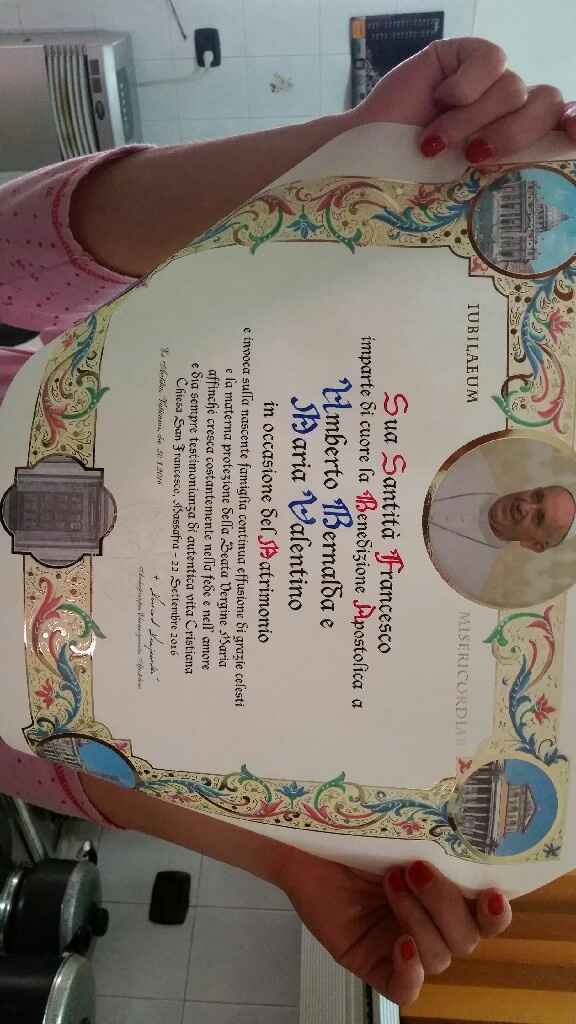 IUBILAEUM MISERICORDIAE
Sua Santità Francesco
imparte di cuore la Benedizione Apostolica a
Umberto Bernalda e
Maria Valentino
in occasione del Matrimonio
e invoca sulla nascente famiglia continua effusione di grazie celesti
e la materna protezione della Beata Vergine Maria
affinché cresca costantemente nella fede e nell' amore
e dia sempre testimonianza di autentica vita Cristiana
Chiesa San Francesco, Massafra - 22 Settembre 2016